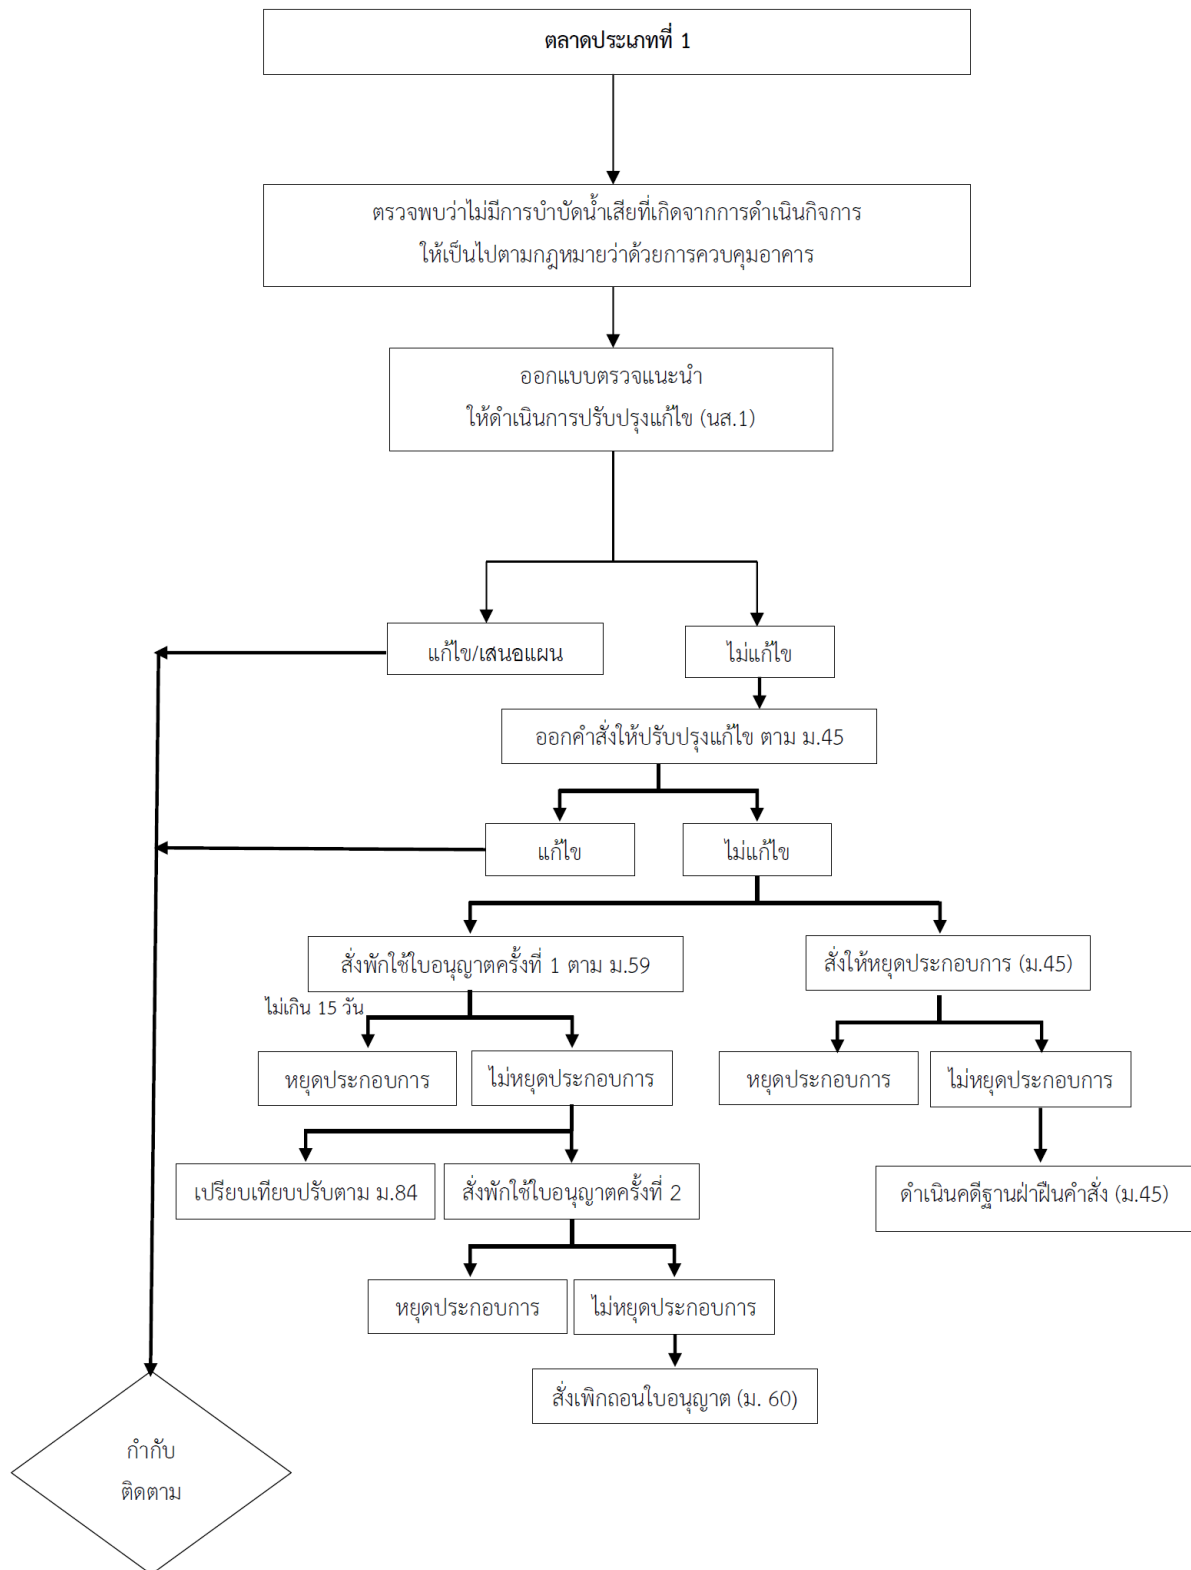 ตลาดประเภทที่ 1
ตรวจพบว่าไม่มีการบำบัดน้ำเสียที่เกิดจากการดำเนินกิจการ
ให้เป็นไปตามกฎหมายว่าด้วยการควบคุมอาคาร
ออกแบบตรวจแนะนำ
ให้ดำเนินการปรับปรุงแก้ไข (นส.1)
แก้ไข/เสนอแผน
ไม่แก้ไข
ออกคำสั่งให้ปรับปรุงแก้ไข ตาม ม.45
แก้ไข
ไม่แก้ไข
สั่งพักใช้ใบอนุญาตครั้งที่ 1 ตาม ม.59
สั่งให้หยุดประกอบการ (ม.45)
ไม่เกิน 15 วัน
หยุดประกอบการ
ไม่หยุดประกอบการ
หยุดประกอบการ
ไม่หยุดประกอบการ
เปรียบเทียบปรับตาม ม.84
สั่งพักใช้ใบอนุญาตครั้งที่ 2
ดำเนินคดีฐานฝ่าฝืนคำสั่ง (ม.45)
หยุดประกอบการ
ไม่หยุดประกอบการ
สั่งเพิกถอนใบอนุญาต (ม. 60)
กำกับ
ติดตาม